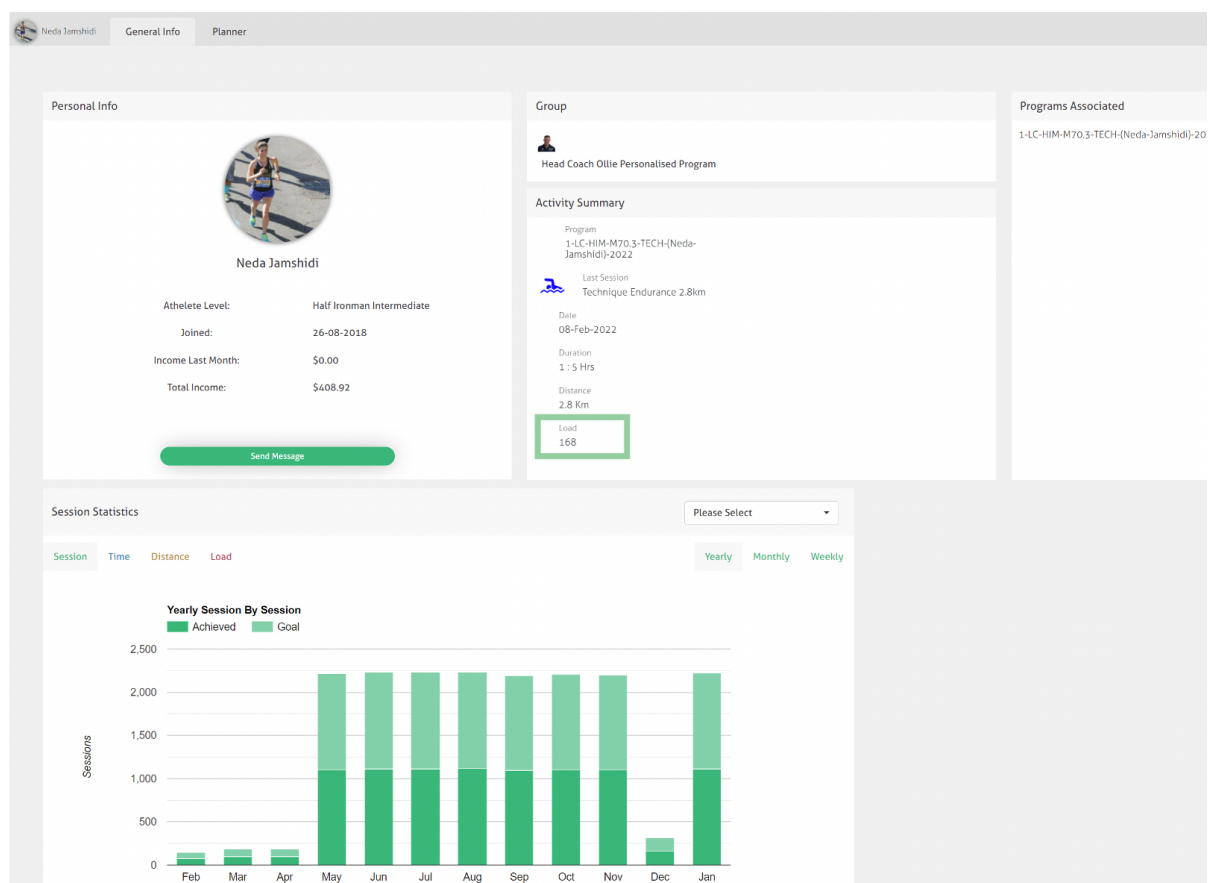 Neda Jamshidi
General Info
Planner
Personal Info
Neda Jamshidi
Athelete Level: Half Ironman Intermediate
Joined: 26-08-2018
Income Last Month: $0.00
Total Income: $408.92
Send Message
Group
Head Coach Ollie Personalised Program
Activity Summary
Program
1-LC-HIM-M70.3-TECH-(Neda-
Jamshidi)-2022
Last Session
Technique Endurance 2.8km
Date
08-Feb-2022
Duration
1 : 5 Hrs
Distance
2.8 Km
Load
168
Programs Associated
1-LC-HIM-M70.3-TECH-(Neda-Jamshidi)-20
Session Statistics
Please Select
Session Time Distance Load
Yearly Monthly Weekly
Yearly Session By Session
Achieved Goal
2,500
2,000
1,500
1,000
500
0
Sessions
Feb Mar Apr May Jun Jul Aug Sep Oct Nov Dec Jan